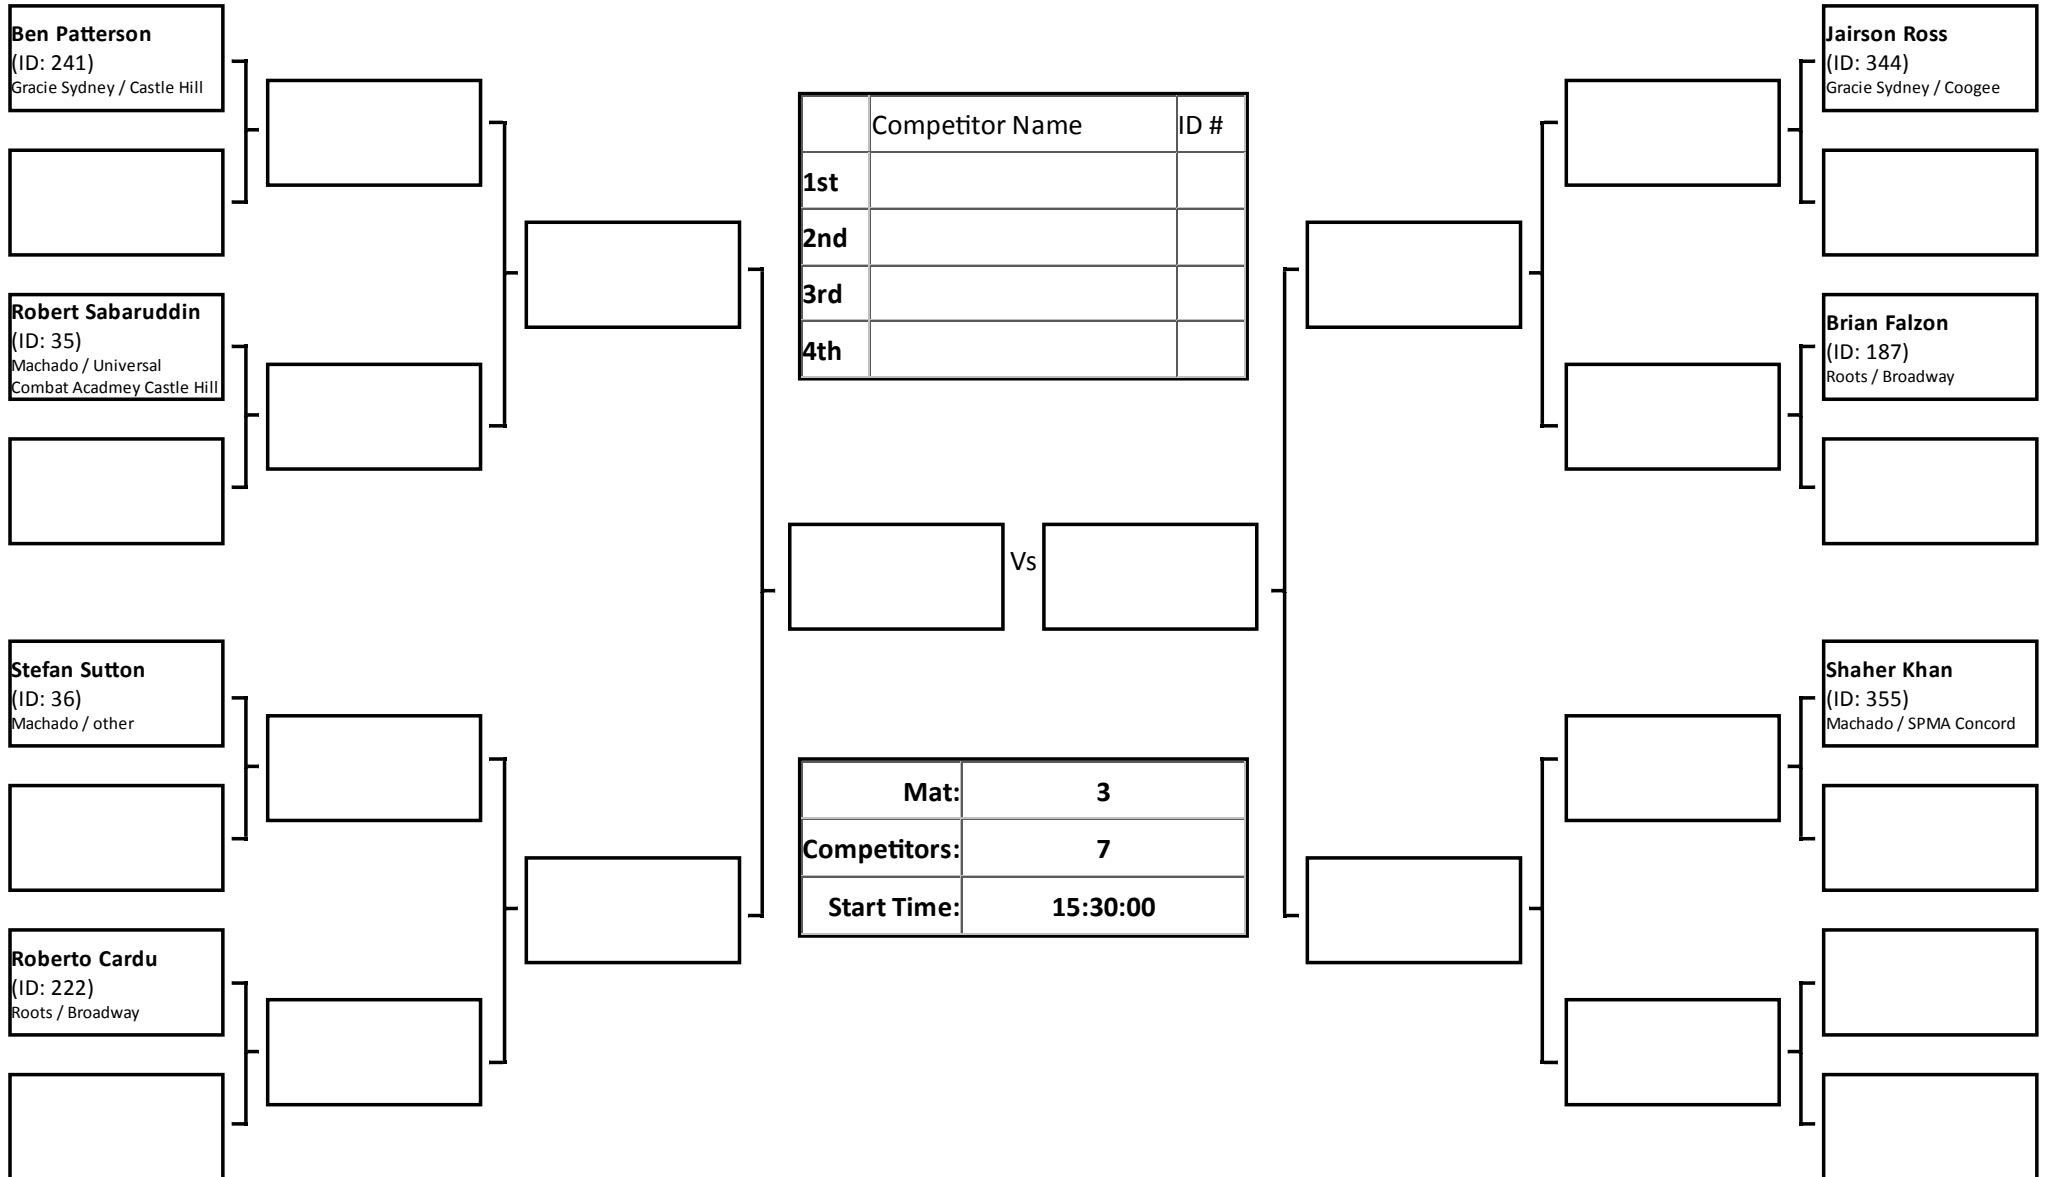 Ben Patterson
(ID: 241)
Gracie Sydney / Castle Hill
Robert Sabaruddin
(ID: 35)
Machado / Universal
Combat Acadmey Castle Hill
Stefan Sutton
(ID: 36)
Machado / other
Roberto Cardu
(ID: 222)
Roots / Broadway
Competitor Name ID #
1st
2nd
3rd
4th
Vs
Mat: 3
Competitors: 7
Start Time: 15:30:00
Jairson Ross
(ID: 344)
Gracie Sydney / Coogee
Brian Falzon
(ID: 187)
Roots / Broadway
Shaher Khan
(ID: 355)
Machado / SPMA Concord